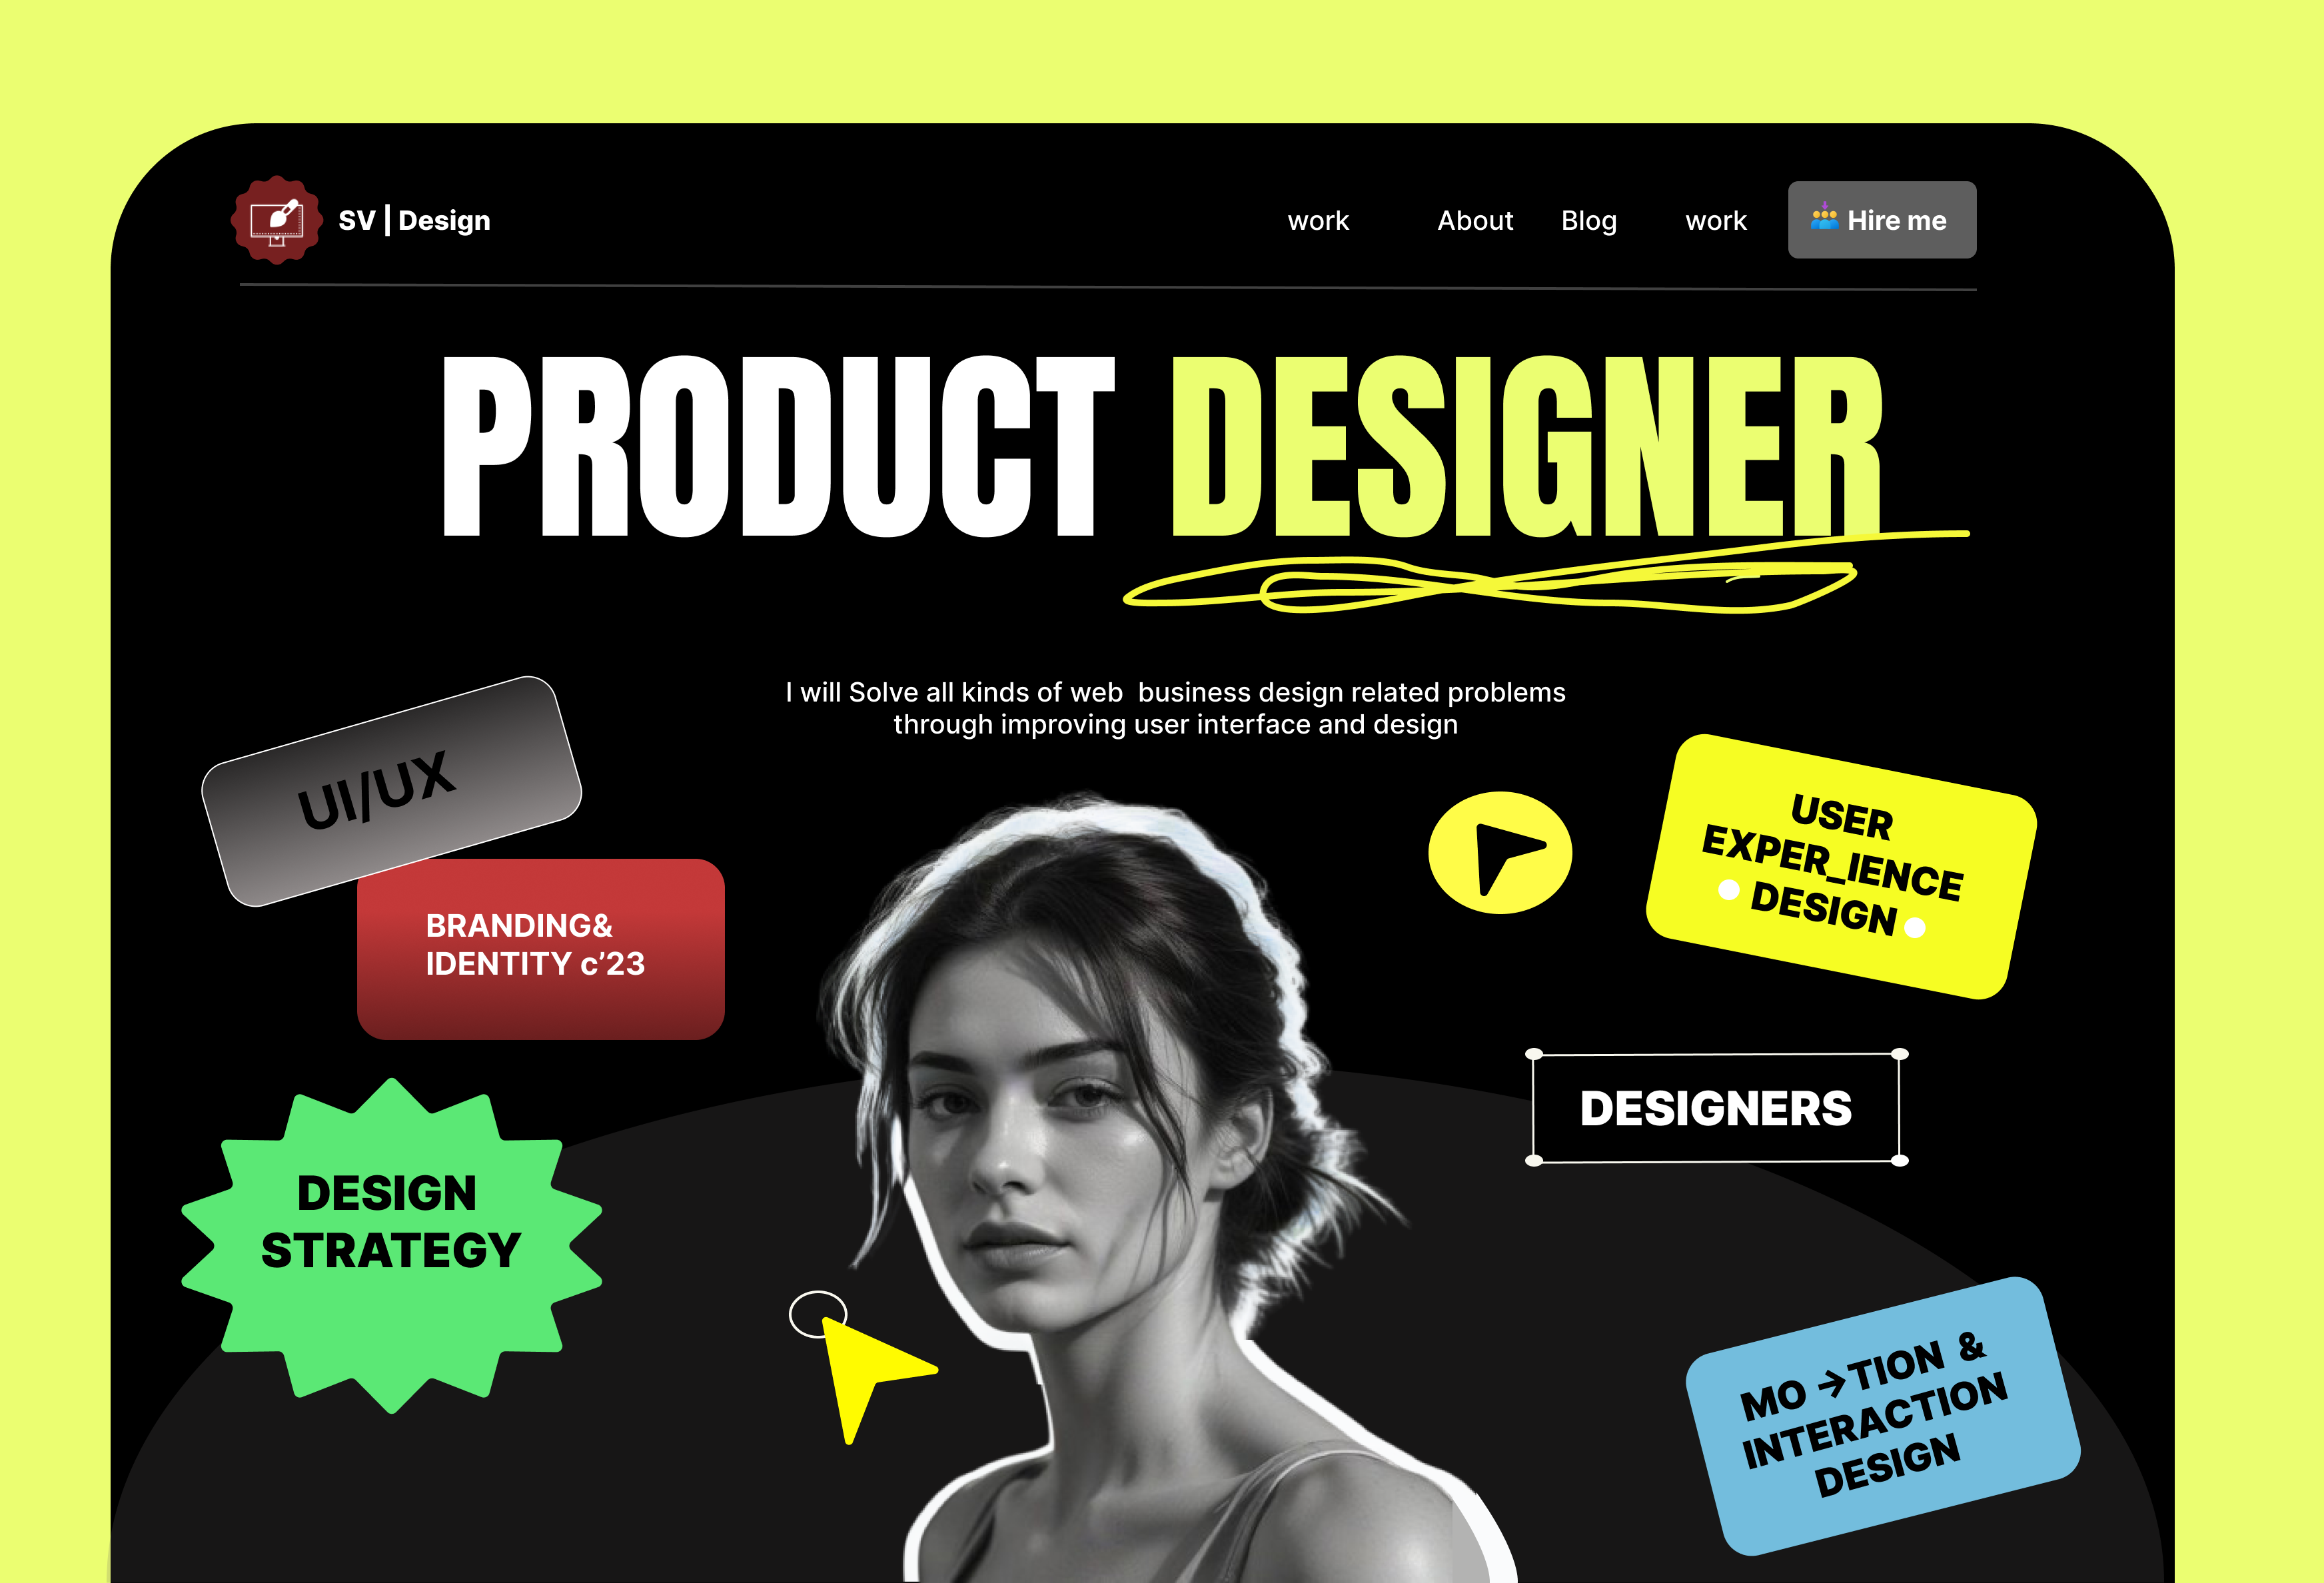 SV | Design
work About Blog work Hire me
PRODUCT DESIGNER
I will Solve all kinds of web  business design related problems
through improving user interface and design
UI/UX
BRANDING&
IDENTITY c’23
USER
EXPER_IENCE
DESIGN
DESIGNERS
DESIGN
STRATEGY
MO →TION &
INTERACTION
DESIGN